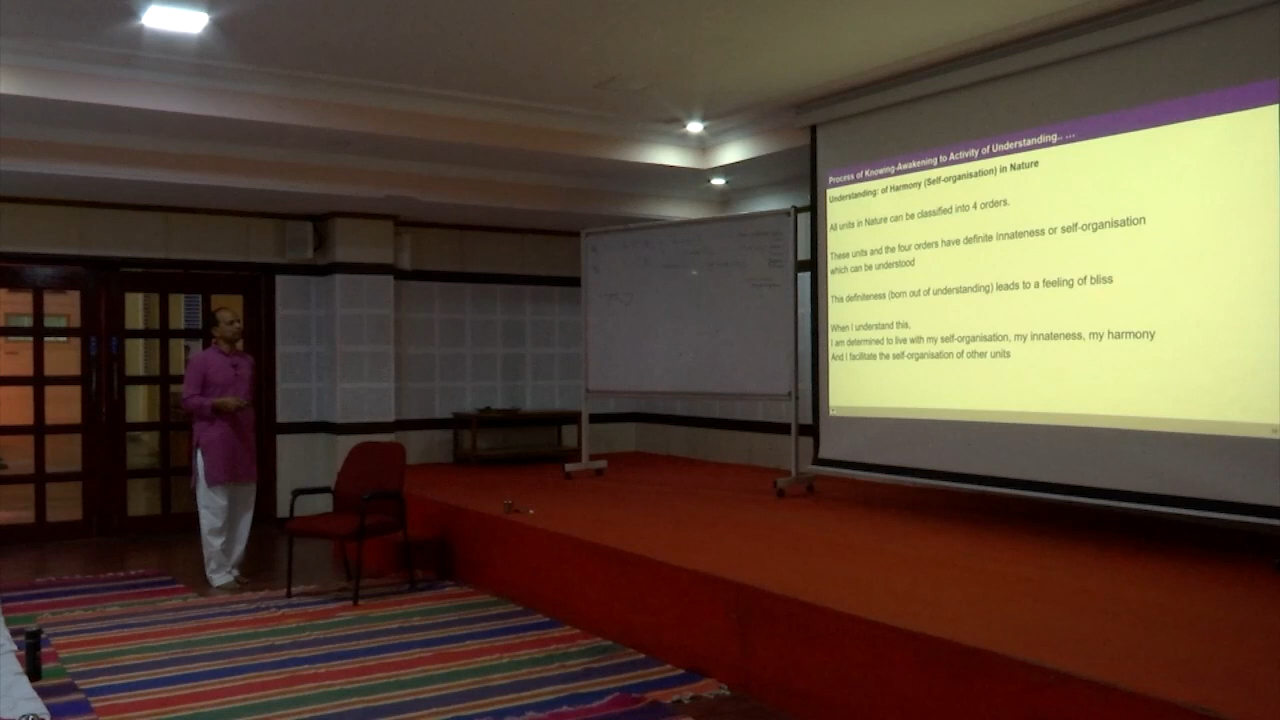 Process of Knowing-Awakening to Activity of Understanding.. ...
Understanding: of Harmony (Self-organisation) in Nature
All units in Nature can be classified into 4 orders.
These units and the four orders have definite Innateness or self-organisation
which can be understood
This definiteness (born out of understanding) leads to a feeling of bliss
When I understand this,
I am determined to live with my self-organisation, my innateness, my harmony
And I facilitate the self-organisation of other units